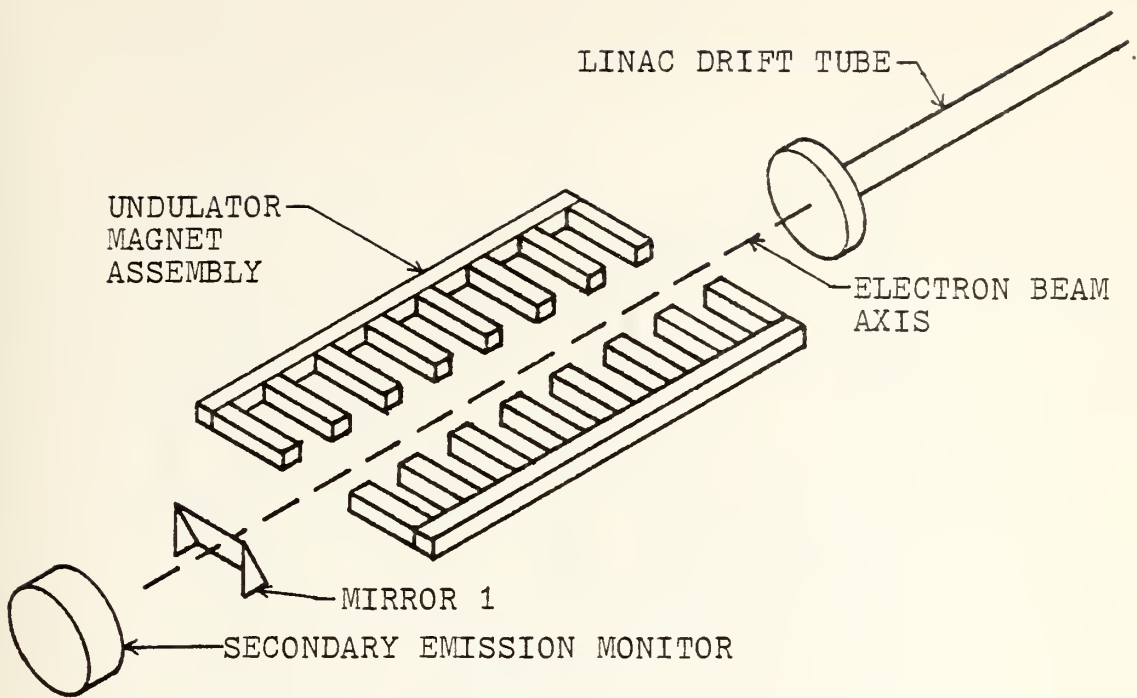 LINAC DRIFT TUBE
UNDULATOR
MAGNET
ASSEMBLY
ELECTRON BEAM
AXIS
MIRROR 1
SECONDARY EMISSION MONITOR